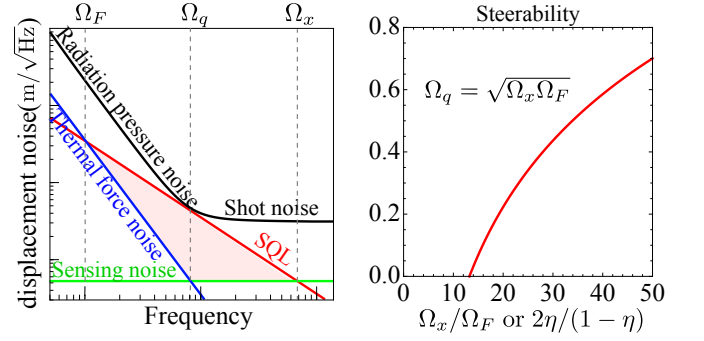 Ω_F Ω_q Ω_x
displacement noise(m/√Hz)
Radiation pressure noise
Thermal force noise
Shot noise
SQL
Sensing noise
Frequency
Steerability
0.8
0.6
0.4
0.2
0.0
Ω_q = √Ω_xΩ_F
0 10 20 30 40 50
Ω_x/Ω_F or 2η/(1 − η)